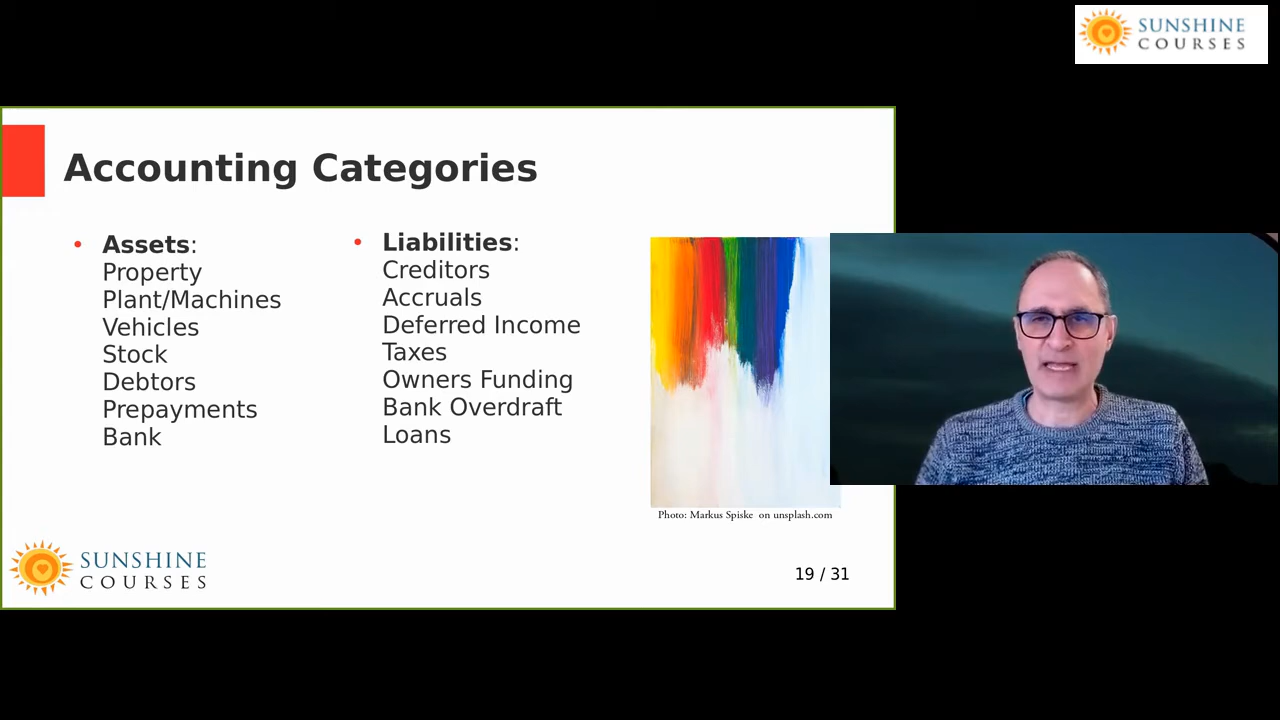 SUNSHINE
COURSES
Accounting Categories
• Assets:
Property
Plant/Machines
Vehicles
Stock
Debtors
Prepayments
Bank
• Liabilities:
Creditors
Accruals
Deferred Income
Taxes
Owners Funding
Bank Overdraft
Loans
Photo: Markus Spiske on unsplash.com
SUNSHINE
COURSES
19 / 31